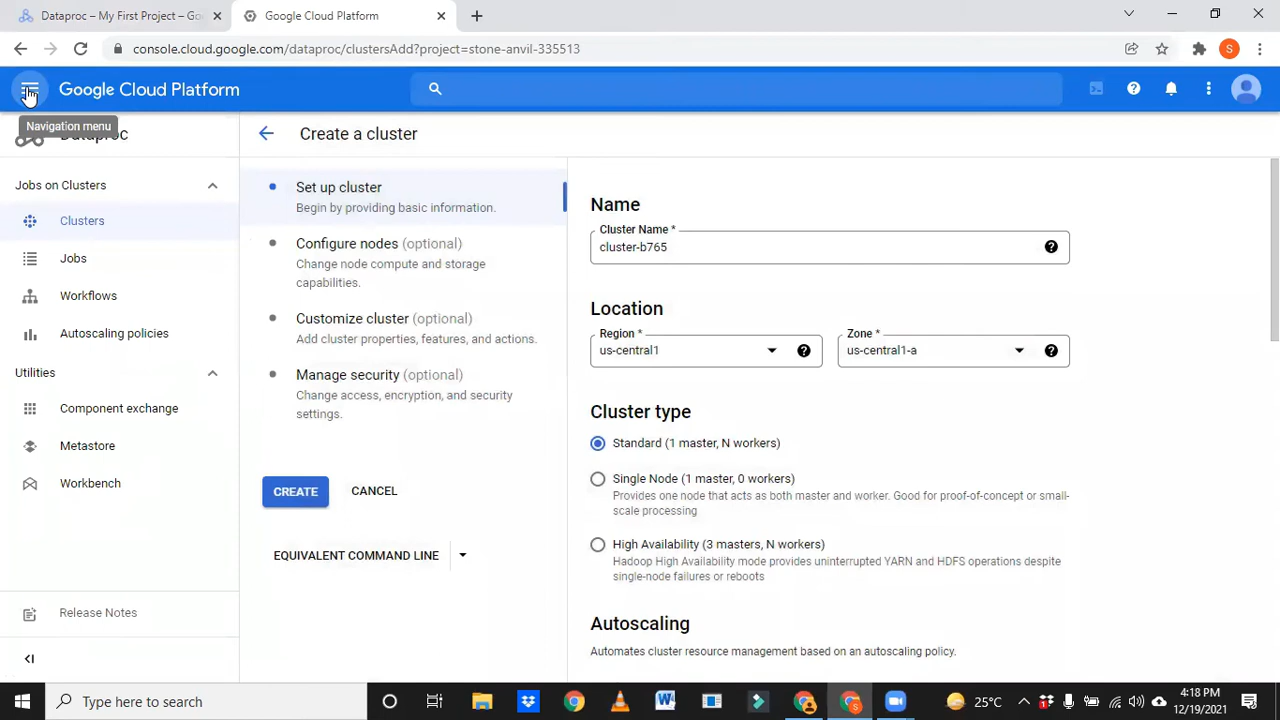 Dataproc – My First Project – Go
Google Cloud Platform
console.cloud.google.com/dataproc/clustersAdd?project=stone-anvil-335513
S
Google Cloud Platform
Navigation menu
Create a cluster
Jobs on Clusters
Clusters
Jobs
Workflows
Autoscaling policies
Utilities
Component exchange
Metastore
Workbench
Release Notes
Set up cluster
Begin by providing basic information.
Configure nodes (optional)
Change node compute and storage
capabilities.
Customize cluster (optional)
Add cluster properties, features, and actions.
Manage security (optional)
Change access, encryption, and security
settings.
CREATE CANCEL
EQUIVALENT COMMAND LINE
Name
Cluster Name *
cluster-b765
Location
Region *
us-central1
Zone *
us-central1-a
Cluster type
Standard (1 master, N workers)
Single Node (1 master, 0 workers)
Provides one node that acts as both master and worker. Good for proof-of-concept or small-
scale processing
High Availability (3 masters, N workers)
Hadoop High Availability mode provides uninterrupted YARN and HDFS operations despite
single-node failures or reboots
Autoscaling
Automates cluster resource management based on an autoscaling policy.
Type here to search
25°C
4:18 PM
12/19/2021